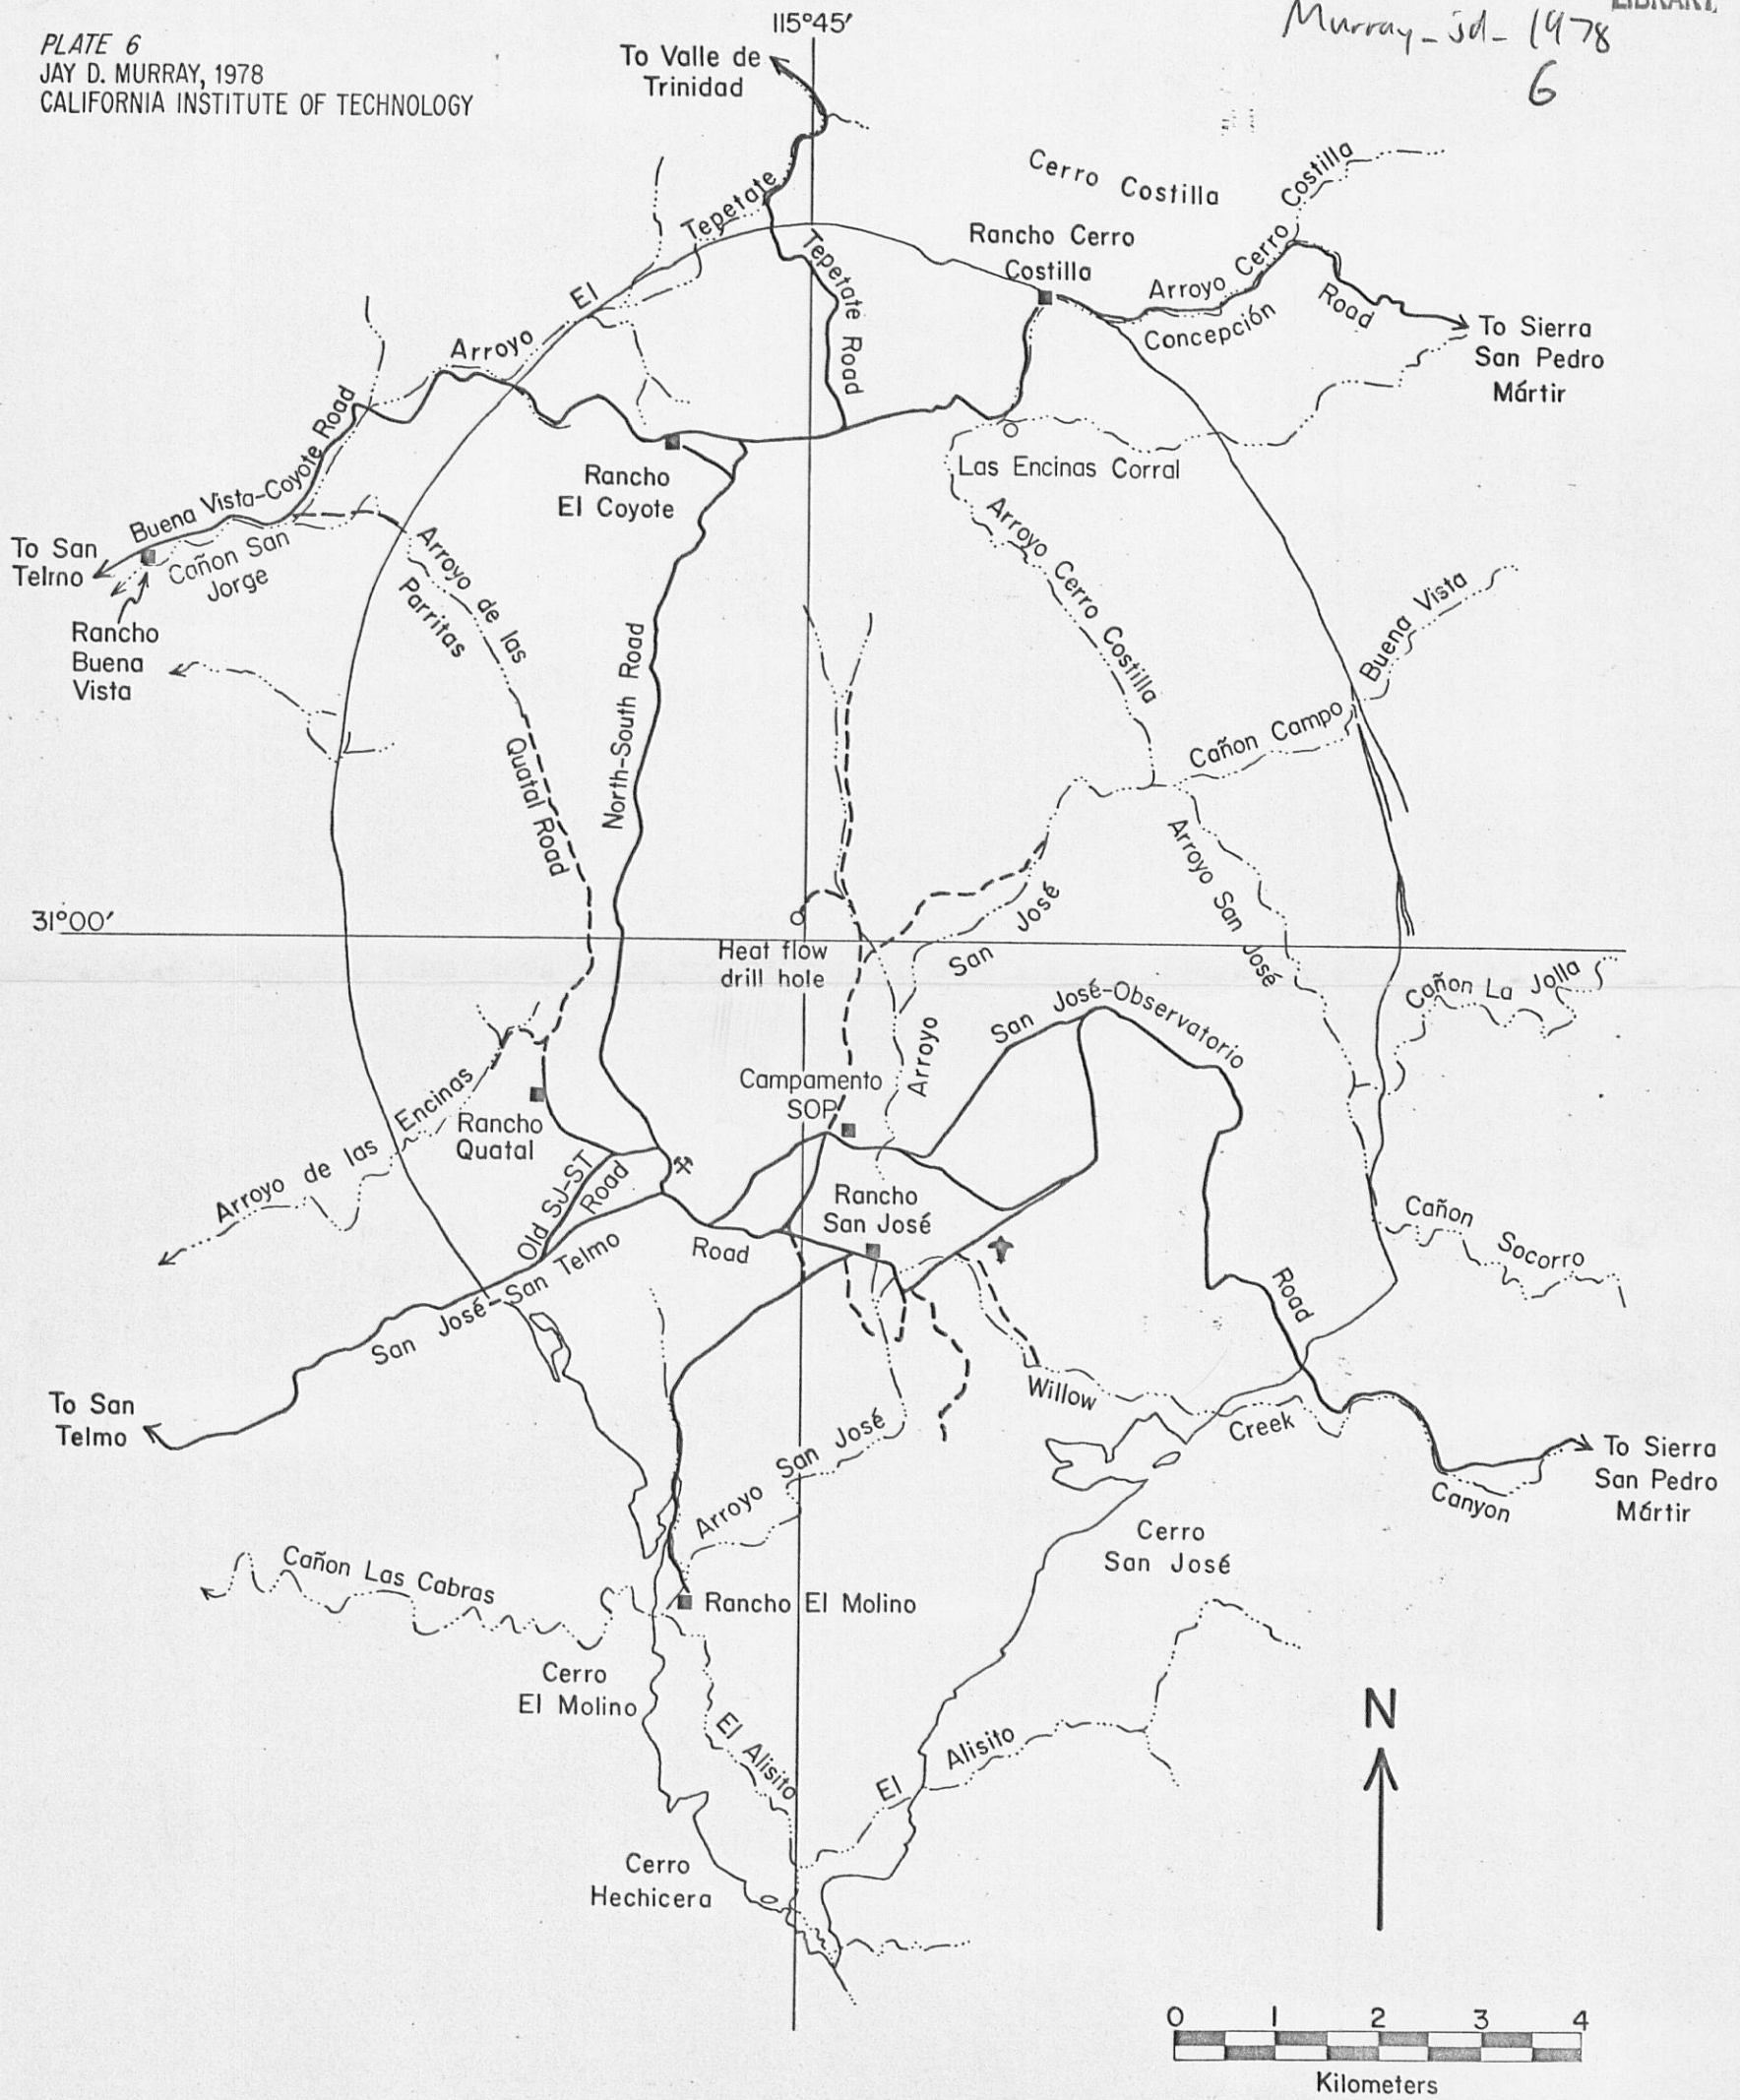 LIBRARY
Murray-jd-1978
6
PLATE 6
JAY D. MURRAY, 1978
CALIFORNIA INSTITUTE OF TECHNOLOGY
115°45′
To Valle de
Trinidad
Cerro Costilla
Rancho Cerro
Costilla
Arroyo Cerro Costilla
Concepción Road
To Sierra
San Pedro
Mártir
Arroyo El Tepetate
Tepetate Road
Buena Vista-Coyote Road
Rancho
El Coyote
Las Encinas Corral
To San
Telmo
Cañon San
Jorge
Rancho
Buena
Vista
Arroyo de las
Parritas
Arroyo Cerro Costilla
Buena Vista
Cañon Campo
North-South Road
Quatal Road
Arroyo San José
31°00′
Heat flow
drill hole
San José
Arroyo
San José-Observatorio
Cañon La Jolla
Campamento
SOP
Rancho
Quatal
Arroyo de las Encinas
Old SJ-ST
Road
Rancho
San José
Cañon Socorro
San José-San Telmo
Road
Road
To San
Telmo
Willow
Creek
Canyon
To Sierra
San Pedro
Mártir
Arroyo San José
Cerro
San José
Cañon Las Cabras
Rancho El Molino
Cerro
El Molino
El Alisito
El Alisito
N
Cerro
Hechicera
0 1 2 3 4
Kilometers